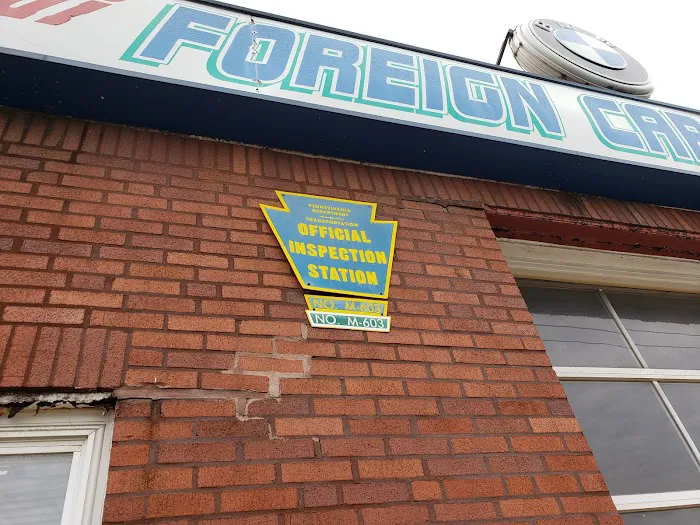 FOREIGN CAR
PENNSYLVANIA
DEPARTMENT
OF
TRANSPORTATION
OFFICIAL
INSPECTION
STATION
NO. M-603
NO. M-603